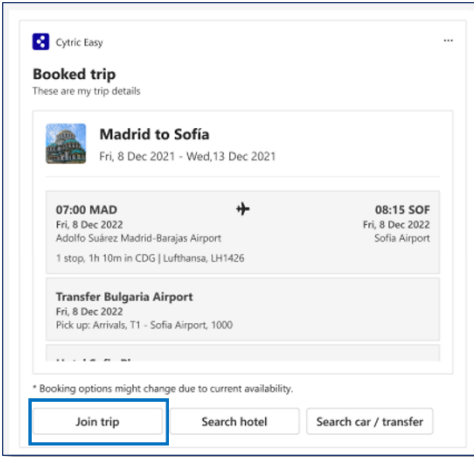 Cytric Easy
...
Booked trip
These are my trip details
Madrid to Sofía
Fri, 8 Dec 2021 - Wed,13 Dec 2021
07:00 MAD 08:15 SOF
Fri, 8 Dec 2022 Fri, 8 Dec 2022
Adolfo Suárez Madrid-Barajas Airport Sofia Airport
1 stop, 1h 10m in CDG | Lufthansa, LH1426
Transfer Bulgaria Airport
Fri, 8 Dec 2022
Pick up: Arrivals, T1 - Sofia Airport, 1000
* Booking options might change due to current availability.
Join trip Search hotel Search car / transfer